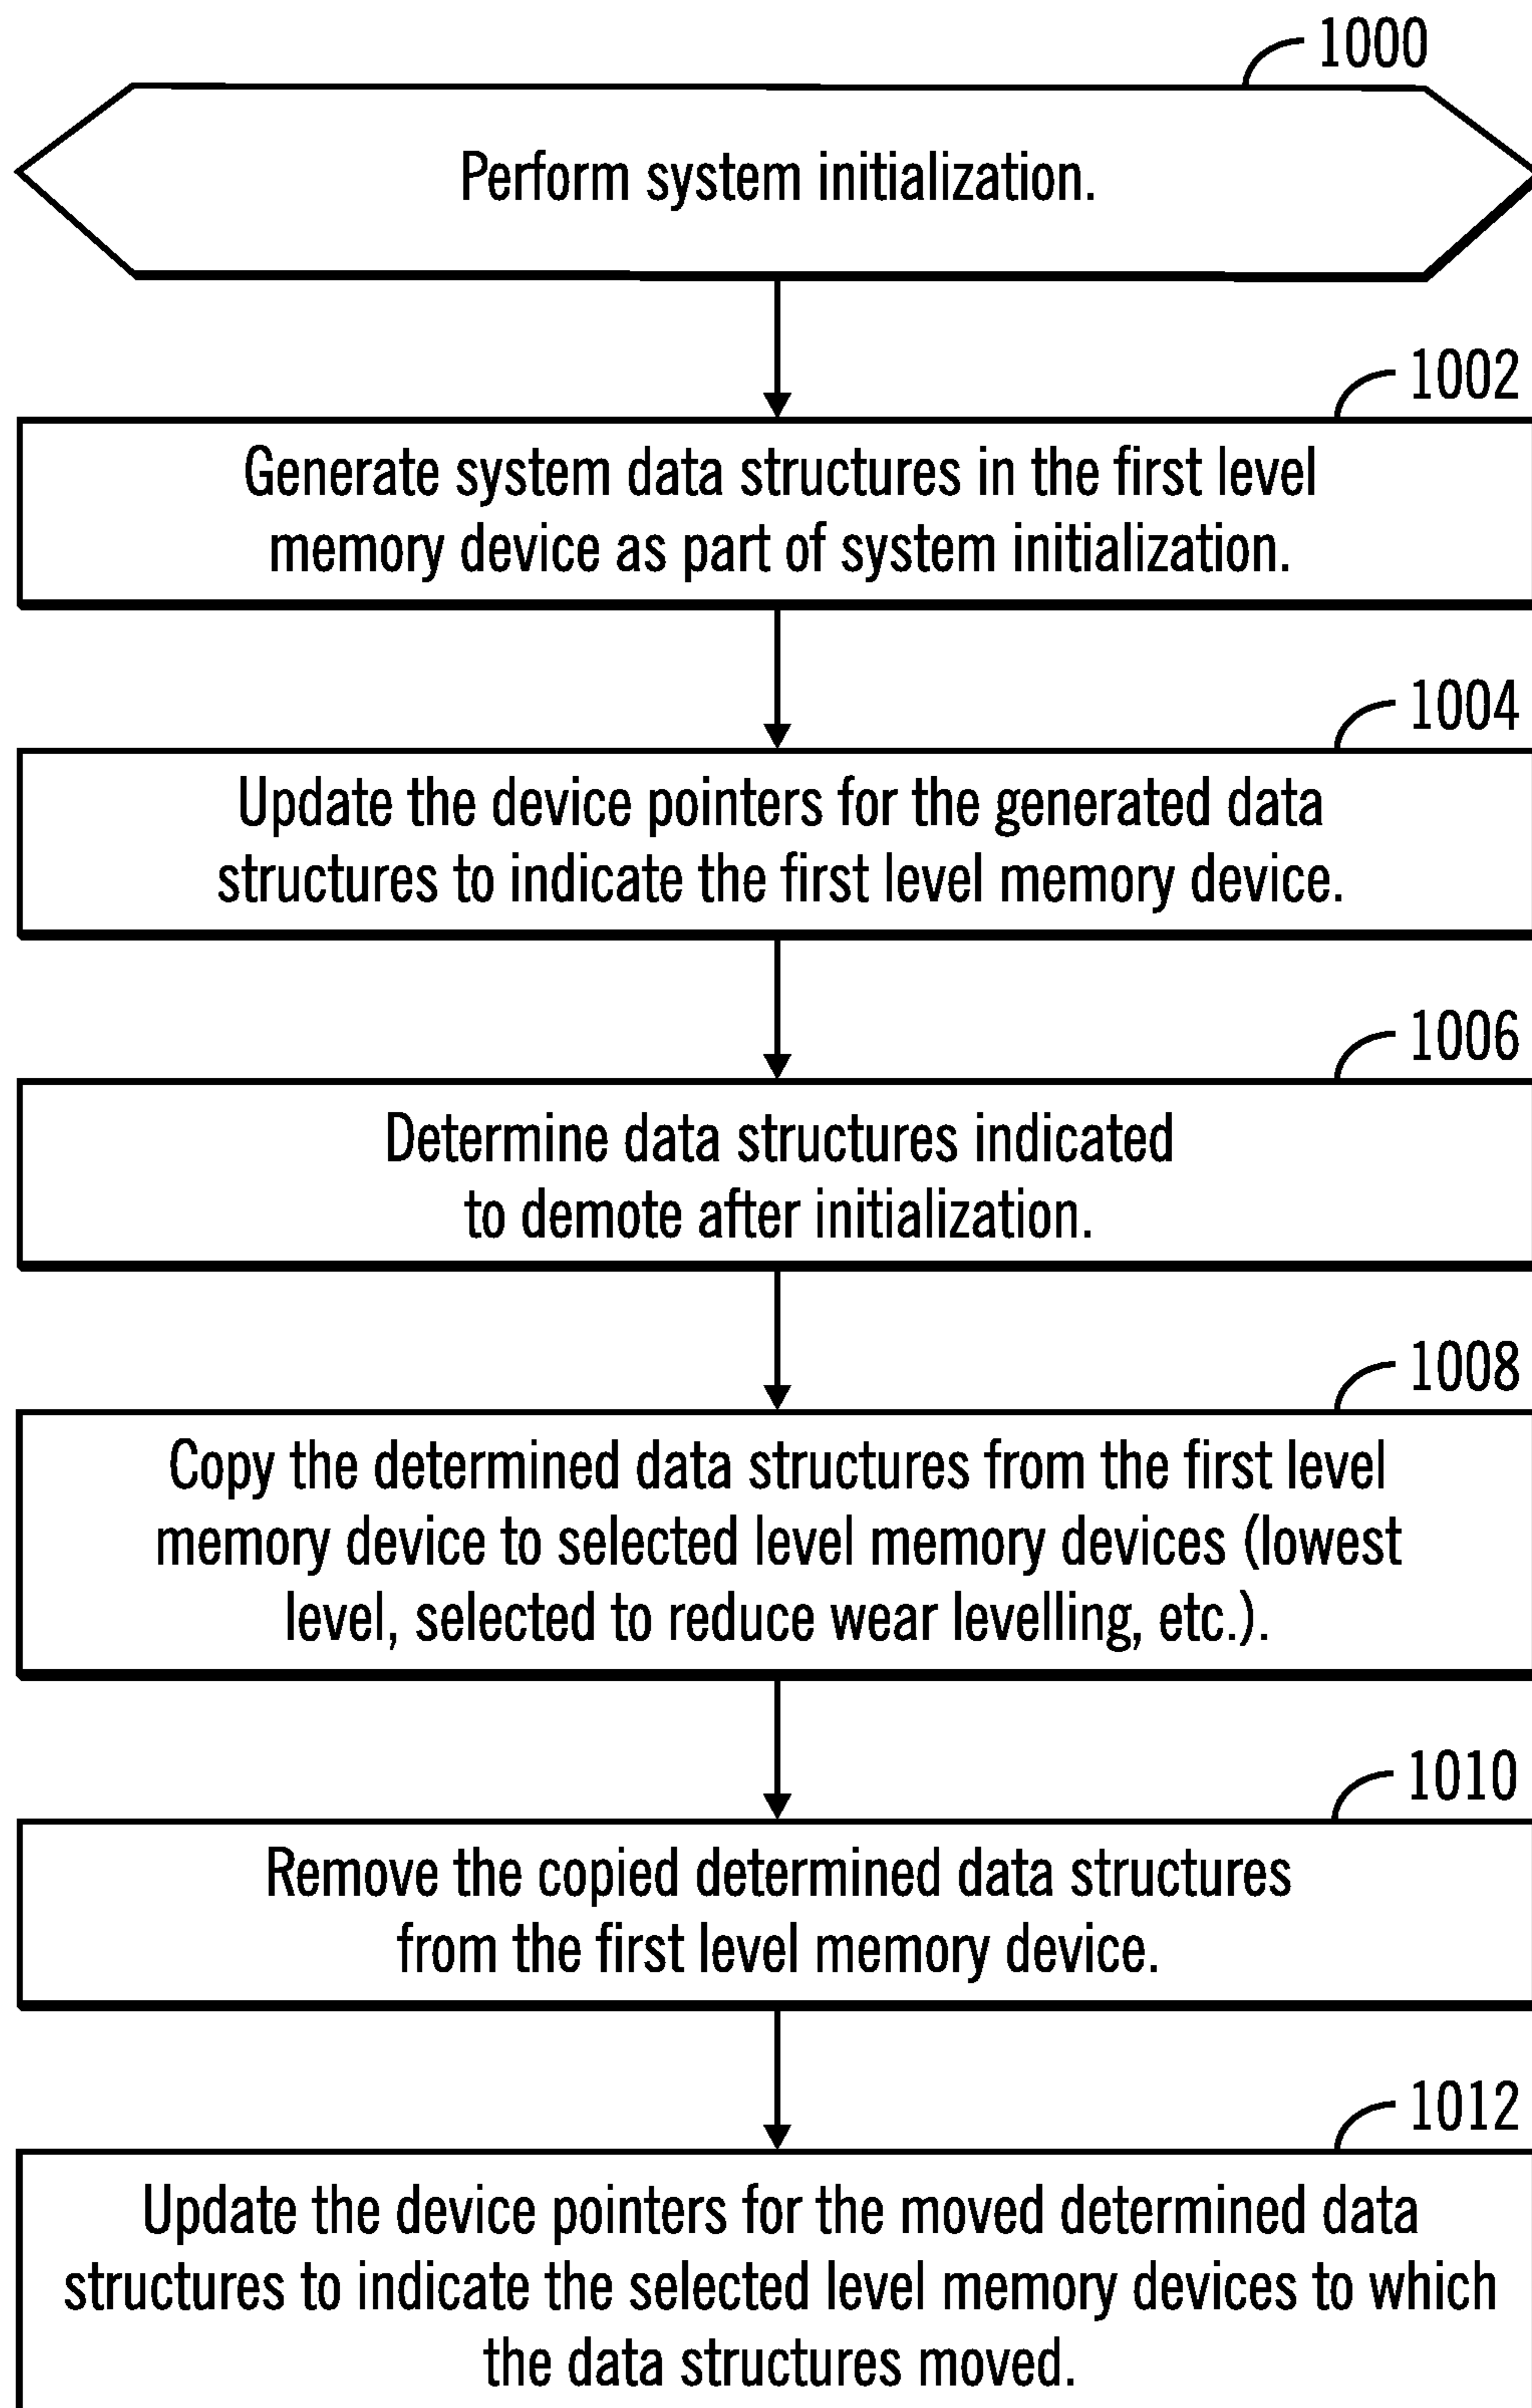 1000
Perform system initialization.
1002
Generate system data structures in the first level
memory device as part of system initialization.
1004
Update the device pointers for the generated data
structures to indicate the first level memory device.
1006
Determine data structures indicated
to demote after initialization.
1008
Copy the determined data structures from the first level
memory device to selected level memory devices (lowest
level, selected to reduce wear levelling, etc.).
1010
Remove the copied determined data structures
from the first level memory device.
1012
Update the device pointers for the moved determined data
structures to indicate the selected level memory devices to which
the data structures moved.